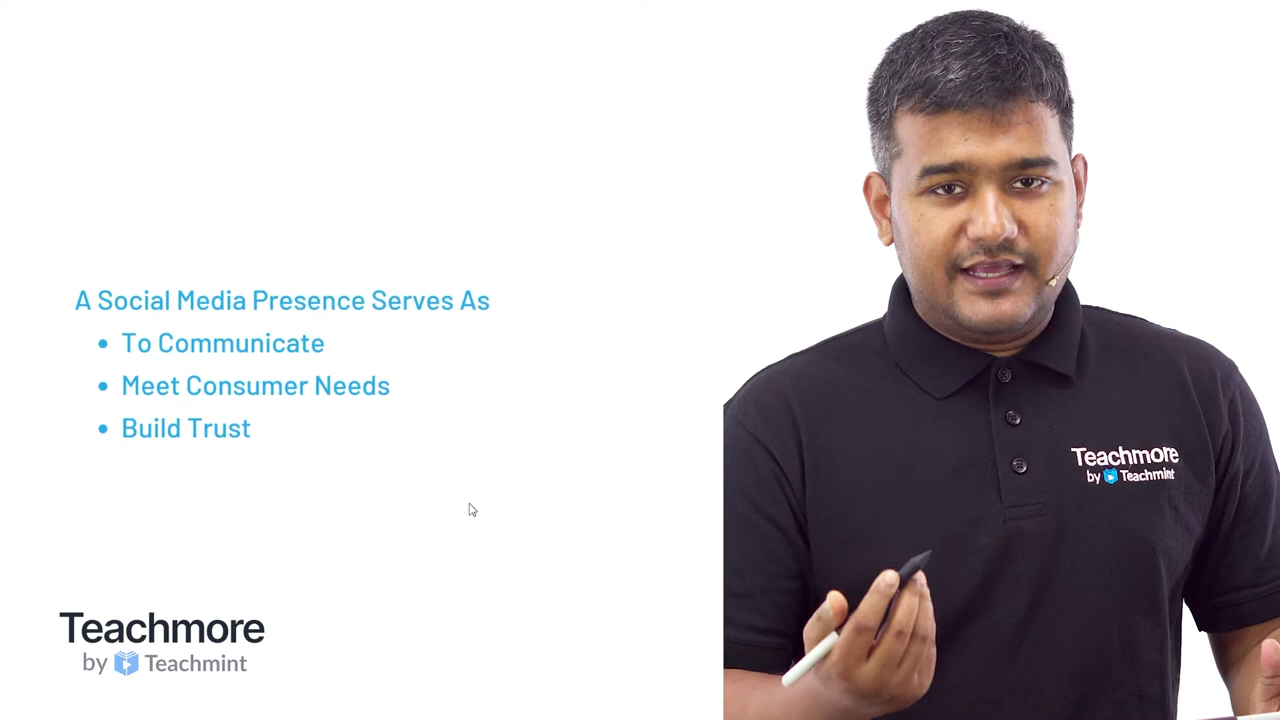 A Social Media Presence Serves As
• To Communicate
• Meet Consumer Needs
• Build Trust
Teachmore
by Teachmint
Teachmore
by Teachmint